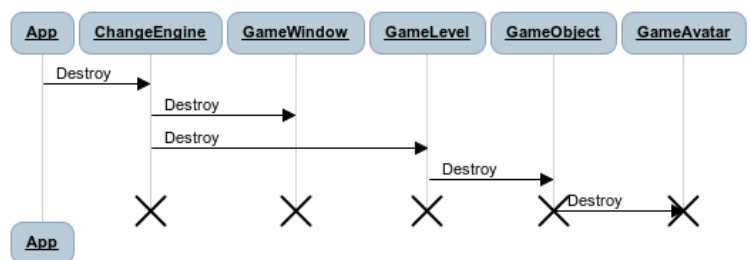 App ChangeEngine GameWindow GameLevel GameObject GameAvatar
Destroy
Destroy
Destroy
Destroy
Destroy
App